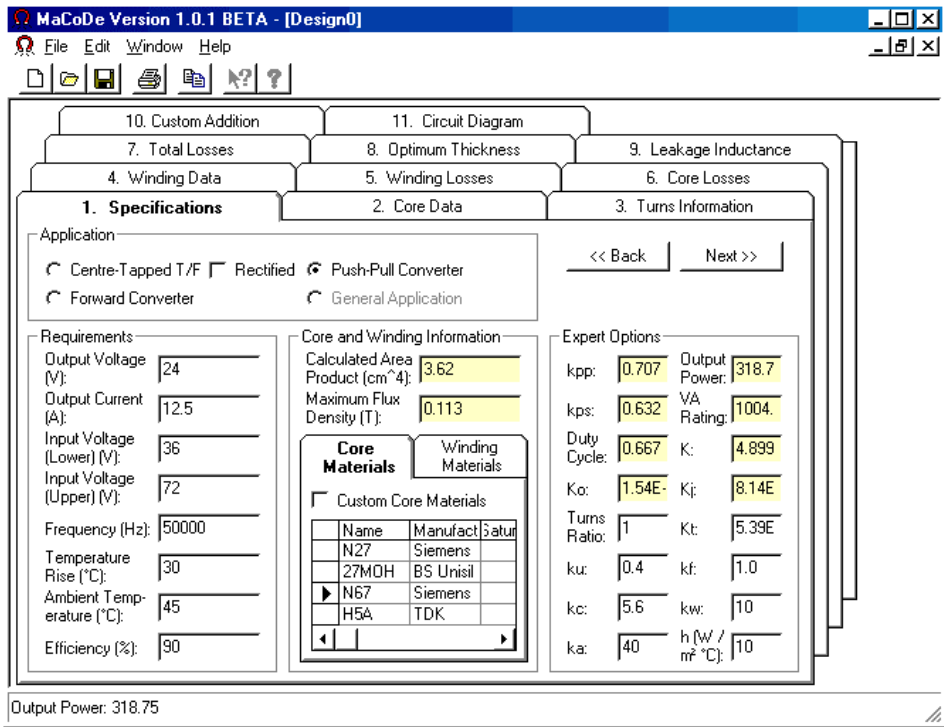 MaCoDe Version 1.0.1 BETA - [Design0]
File Edit Window Help
10. Custom Addition 11. Circuit Diagram
7. Total Losses 8. Optimum Thickness 9. Leakage Inductance
4. Winding Data 5. Winding Losses 6. Core Losses
1. Specifications 2. Core Data 3. Turns Information
Application
Centre-Tapped T/F Rectified Push-Pull Converter
Forward Converter General Application
<< Back Next >>
Requirements
Output Voltage
(V): 24
Output Current
(A): 12.5
Input Voltage
(Lower) (V): 36
Input Voltage
(Upper) (V): 72
Frequency (Hz): 50000
Temperature
Rise (°C): 30
Ambient Temp-
erature (°C): 45
Efficiency (%): 90
Core and Winding Information
Calculated Area
Product (cm^4): 3.62
Maximum Flux
Density (T): 0.113
Core
Materials
Winding
Materials
Custom Core Materials
Name Manufact Satur
N27 Siemens
27MOH BS Unisil
N67 Siemens
H5A TDK
Expert Options
kpp: 0.707 Output
Power: 318.7
kps: 0.632 VA
Rating: 1004.
Duty
Cycle: 0.667 K: 4.899
Ko: 1.54E- Kj: 8.14E
Turns
Ratio: 1 Kt: 5.39E
ku: 0.4 kf: 1.0
kc: 5.6 kw: 10
ka: 40 h (W /
m² °C): 10
Output Power: 318.75